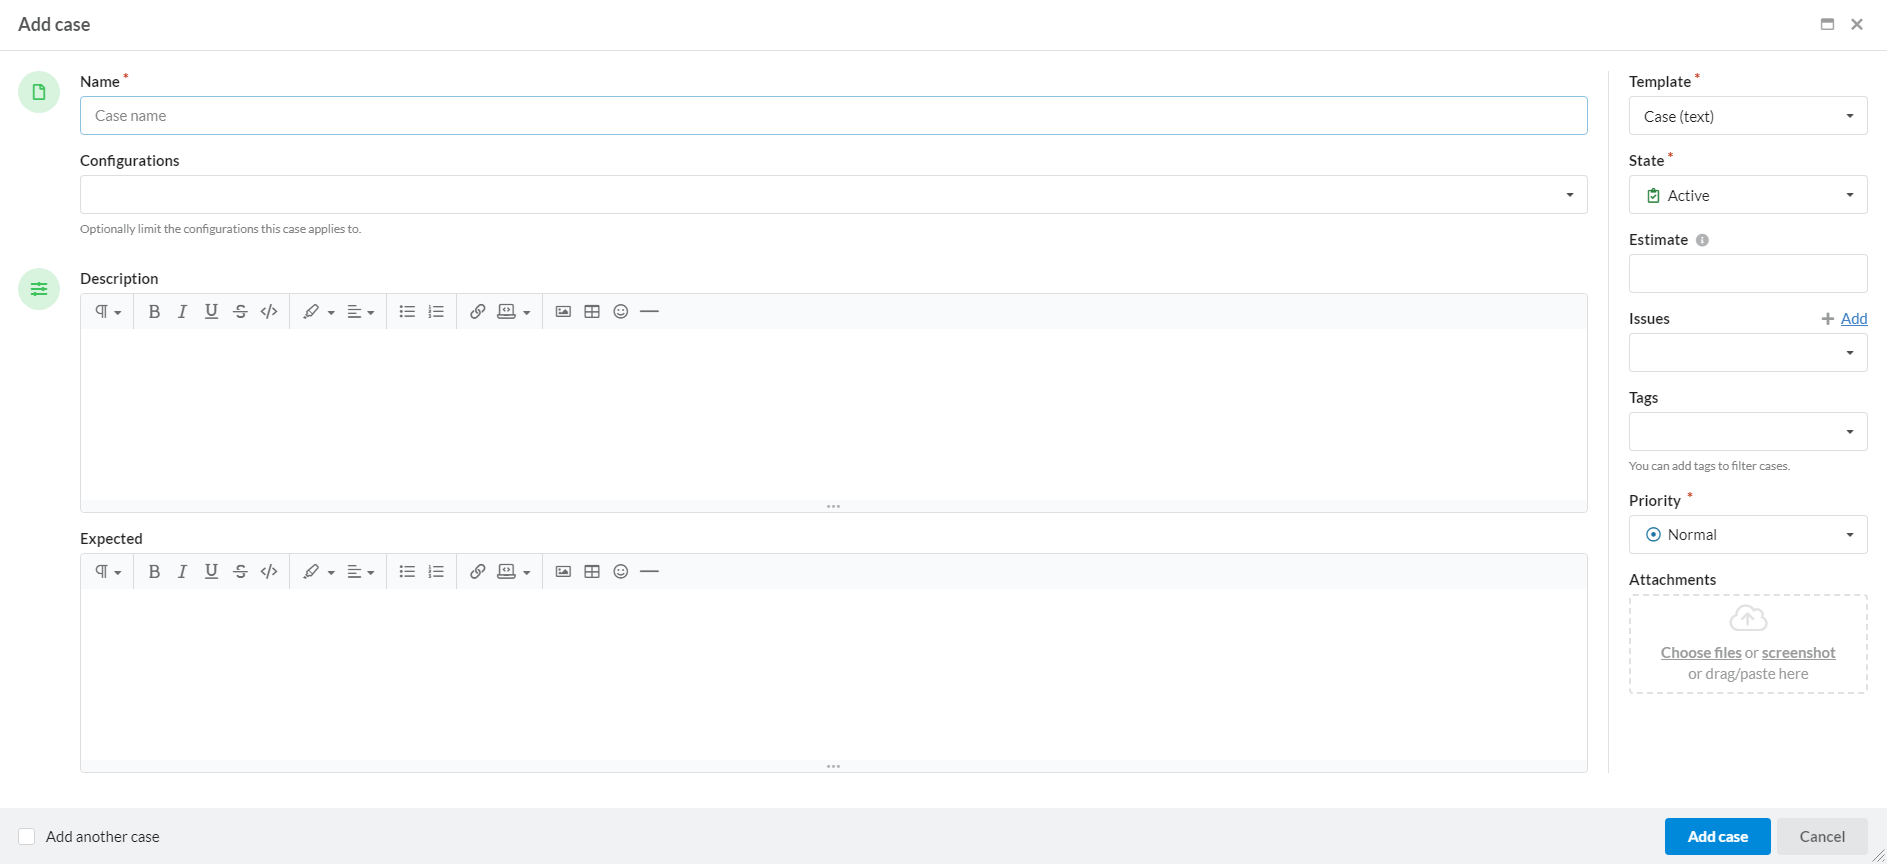 Add case
Name *
Case name
Configurations
Optionally limit the configurations this case applies to.
Description
Expected
Template *
Case (text)
State *
Active
Estimate
Issues
Add
Tags
You can add tags to filter cases.
Priority *
Normal
Attachments
Choose files or screenshot
or drag/paste here
Add another case
Add case
Cancel